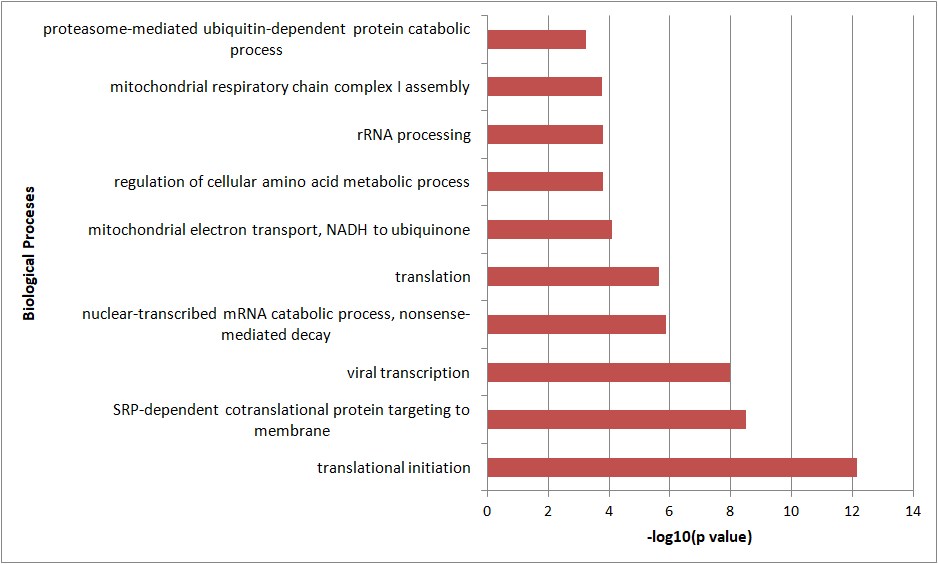 proteasome-mediated ubiquitin-dependent protein catabolic
process
mitochondrial respiratory chain complex I assembly
rRNA processing
regulation of cellular amino acid metabolic process
mitochondrial electron transport, NADH to ubiquinone
translation
nuclear-transcribed mRNA catabolic process, nonsense-
mediated decay
viral transcription
SRP-dependent cotranslational protein targeting to
membrane
translational initiation
Biological Proceses
0 2 4 6 8 10 12 14
-log10(p value)